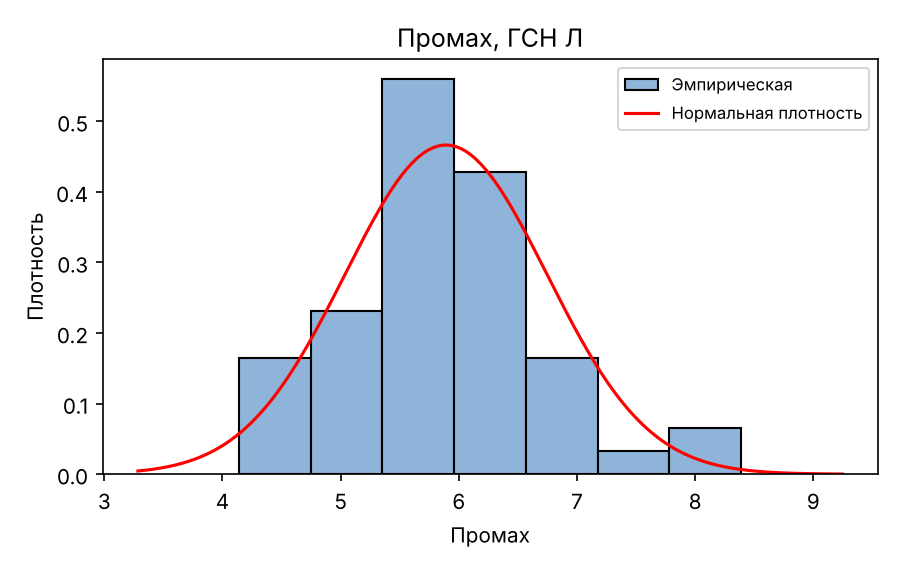 Промах, ГСН Л
Эмпирическая
Нормальная плотность
Плотность
0.5
0.4
0.3
0.2
0.1
0.0
3 4 5 6 7 8 9
Промах